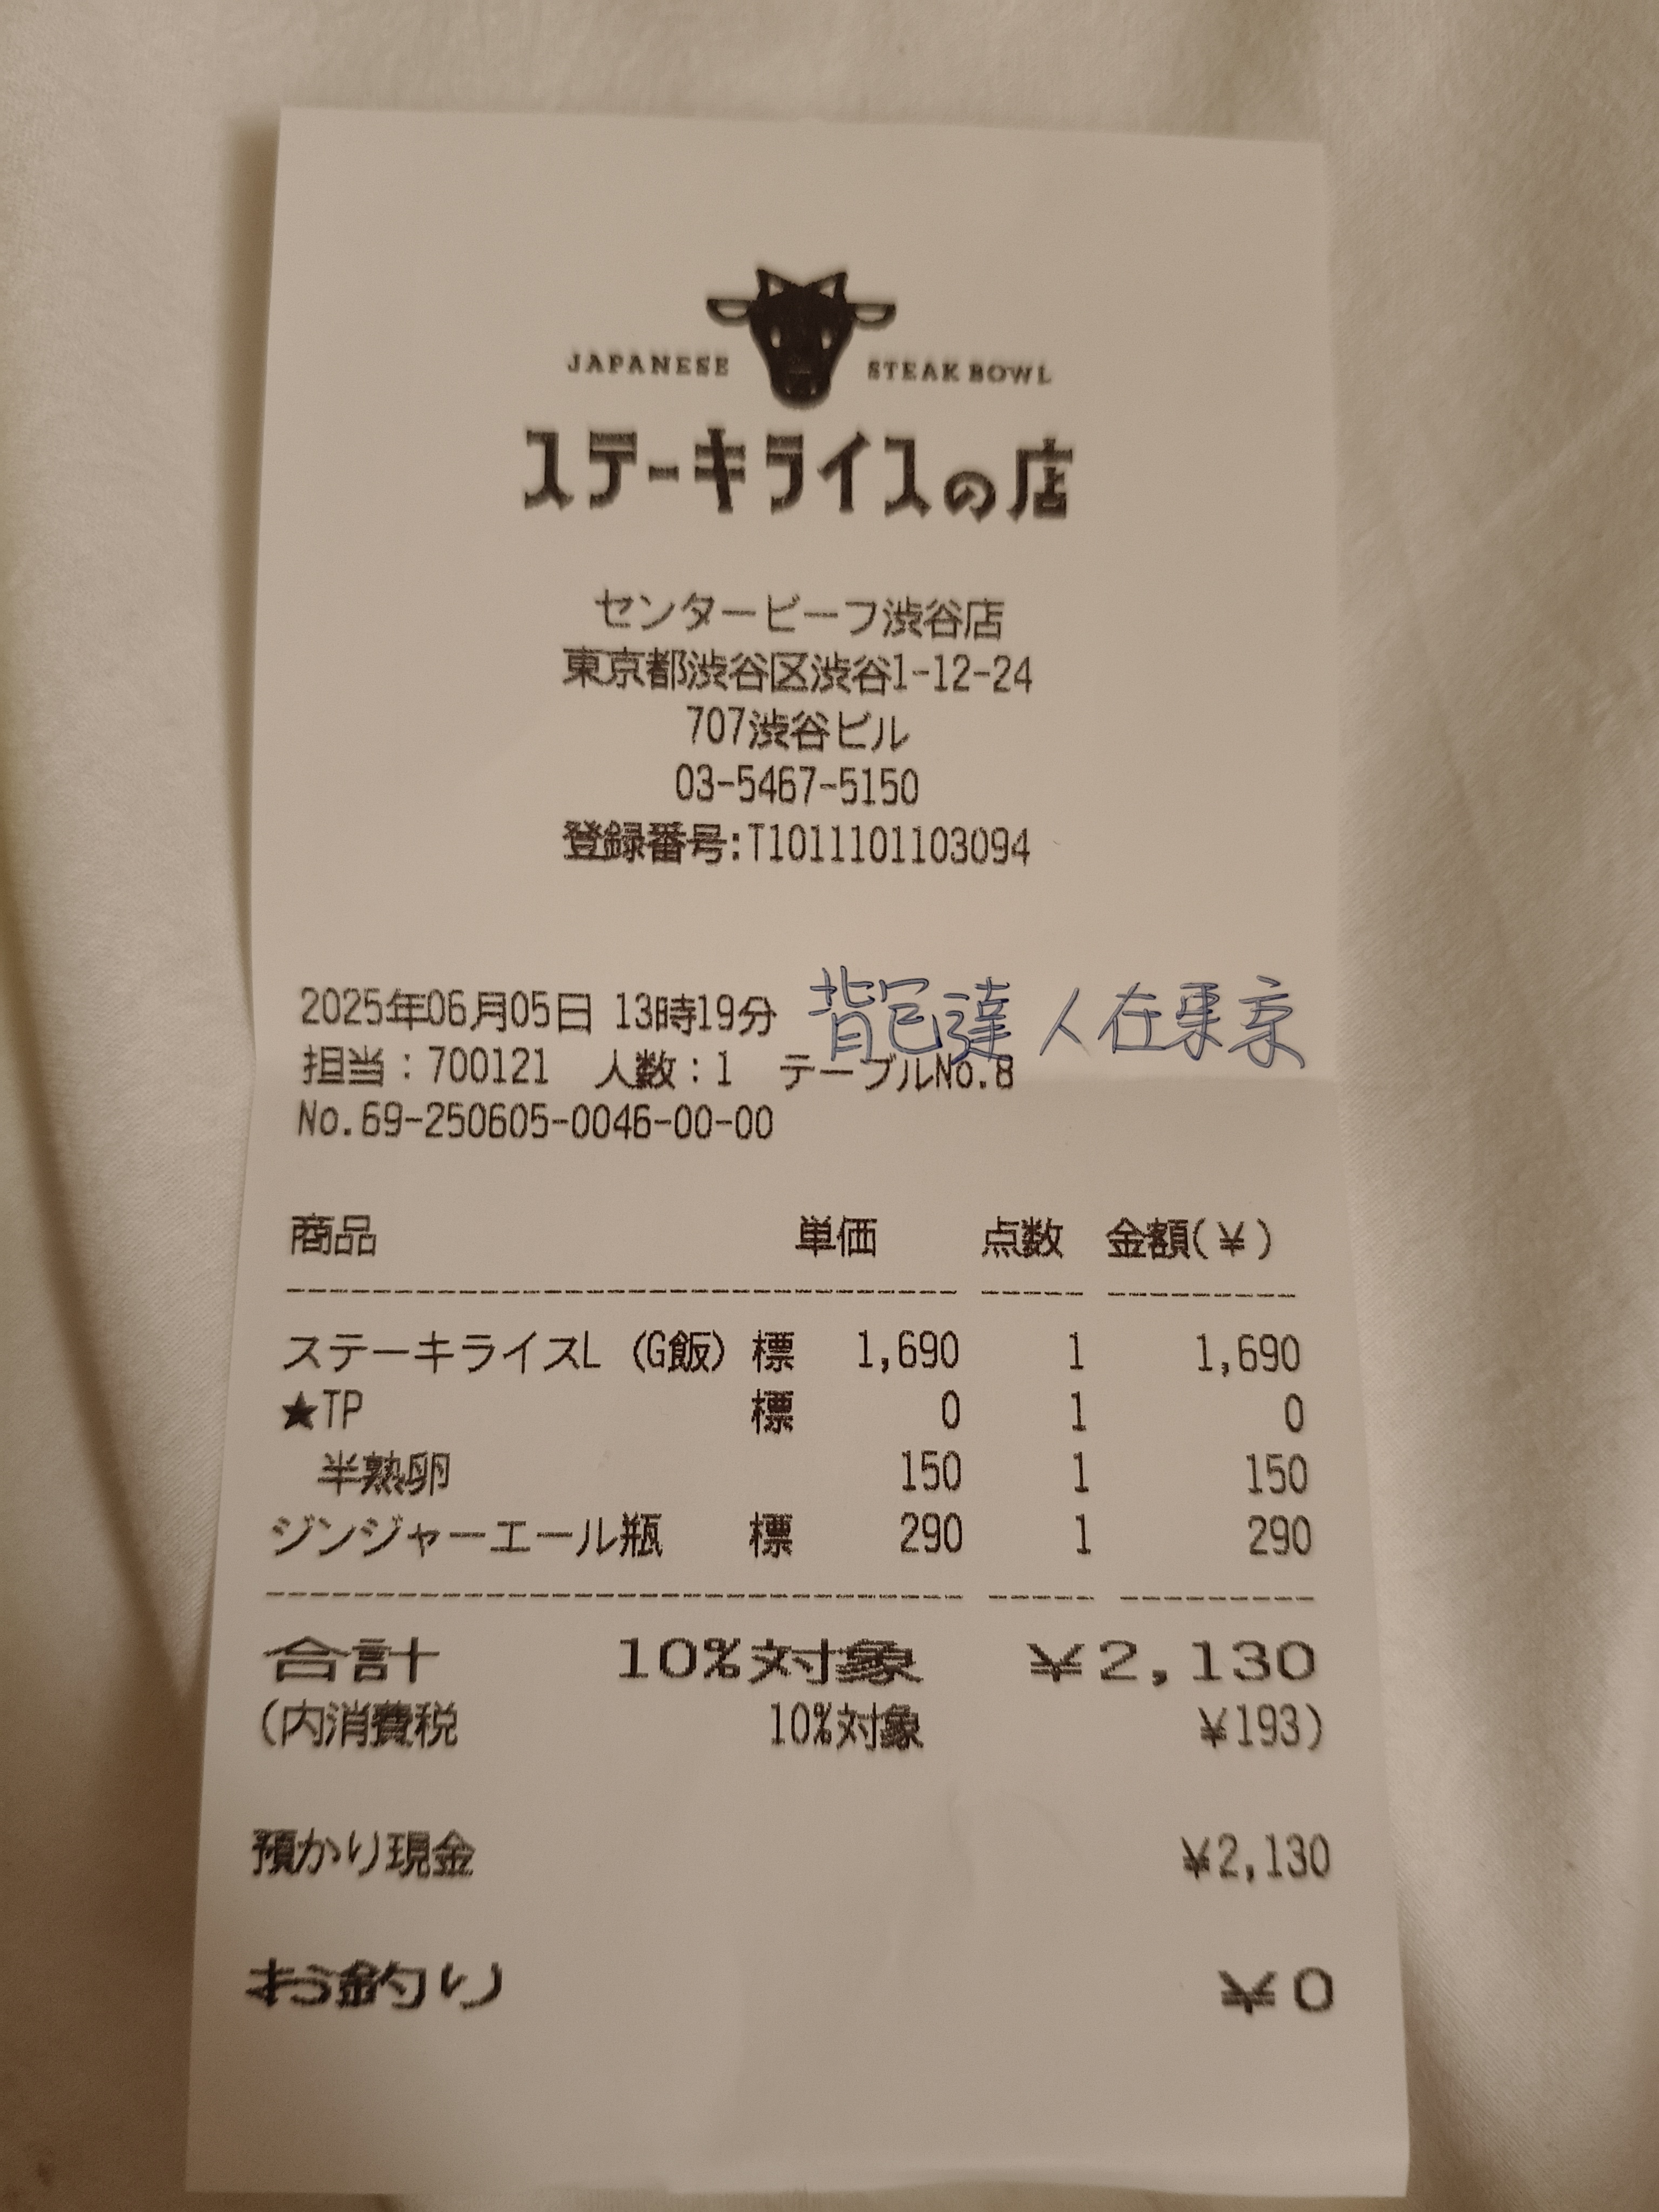 JAPANESE STEAK BOWL
ステーキライスの店
センタービーフ渋谷店
東京都渋谷区渋谷1-12-24
707渋谷ビル
03-5467-5150
登録番号:T1011101103094
2025年06月05日 13時19分 背包達人在東京
担当：700121 人数：1 テーブルNo.8
No.69-250605-0046-00-00
商品 単価 点数 金額(¥)
ステーキライスL (G飯) 標 1,690 1 1,690
★TP 標 0 1 0
半熟卵 150 1 150
ジンジャーエール瓶 標 290 1 290
合計 10%対象 ¥2,130
(内消費税 10%対象 ¥193)
預かり現金 ¥2,130
お釣り ¥0